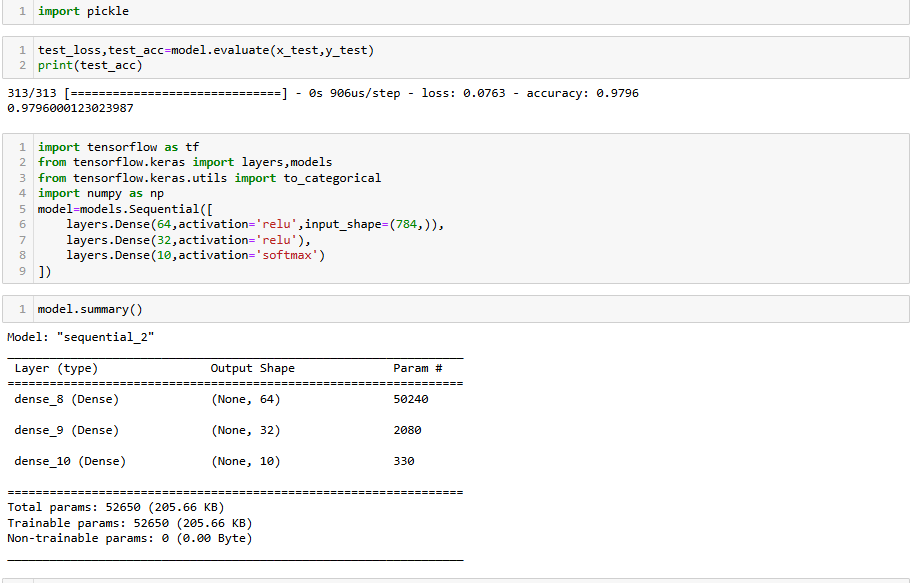 1 import pickle
1 test_loss,test_acc=model.evaluate(x_test,y_test)
2 print(test_acc)
313/313 [==============================] - 0s 906us/step - loss: 0.0763 - accuracy: 0.9796
0.9796000123023987
1 import tensorflow as tf
2 from tensorflow.keras import layers,models
3 from tensorflow.keras.utils import to_categorical
4 import numpy as np
5 model=models.Sequential([
6     layers.Dense(64,activation='relu',input_shape=(784,)),
7     layers.Dense(32,activation='relu'),
8     layers.Dense(10,activation='softmax')
9 ])
1 model.summary()
Model: "sequential_2"
_________________________________________________________________
 Layer (type)                Output Shape              Param #
=================================================================
 dense_8 (Dense)             (None, 64)                50240
 dense_9 (Dense)             (None, 32)                2080
 dense_10 (Dense)            (None, 10)                330
=================================================================
Total params: 52650 (205.66 KB)
Trainable params: 52650 (205.66 KB)
Non-trainable params: 0 (0.00 Byte)
_________________________________________________________________